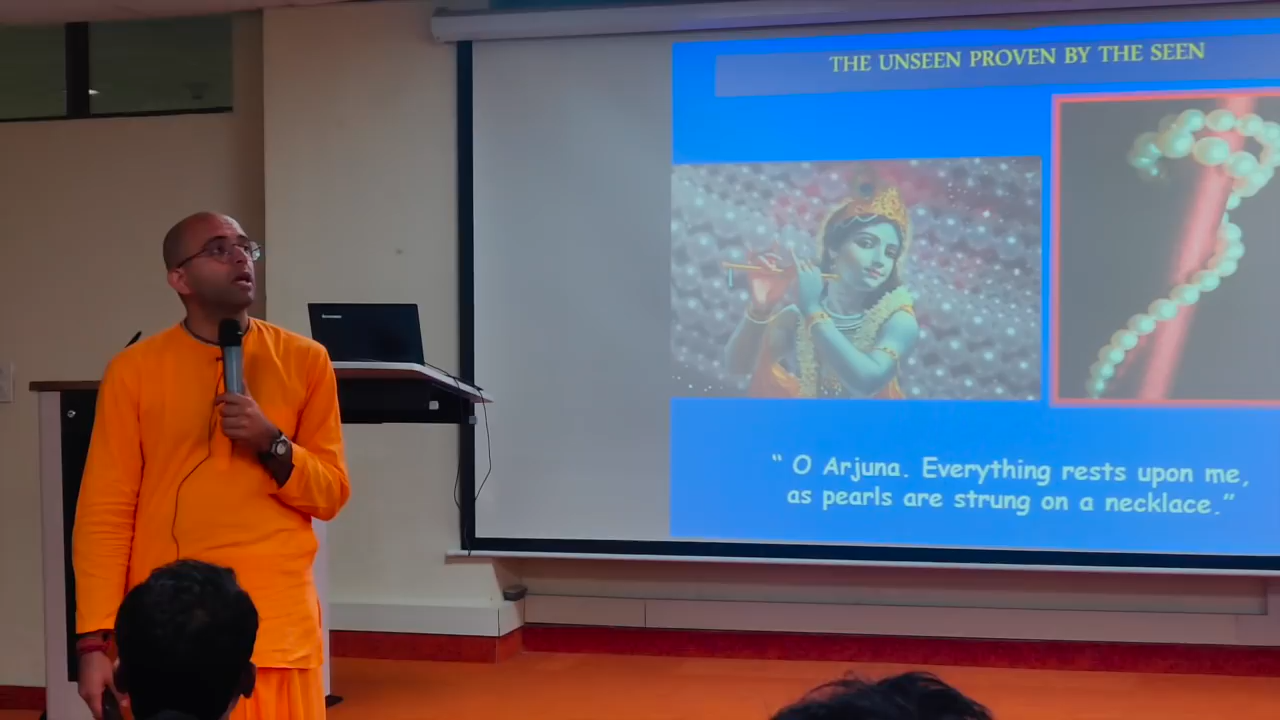 THE UNSEEN PROVEN BY THE SEEN
“ O Arjuna. Everything rests upon me,
as pearls are strung on a necklace.”